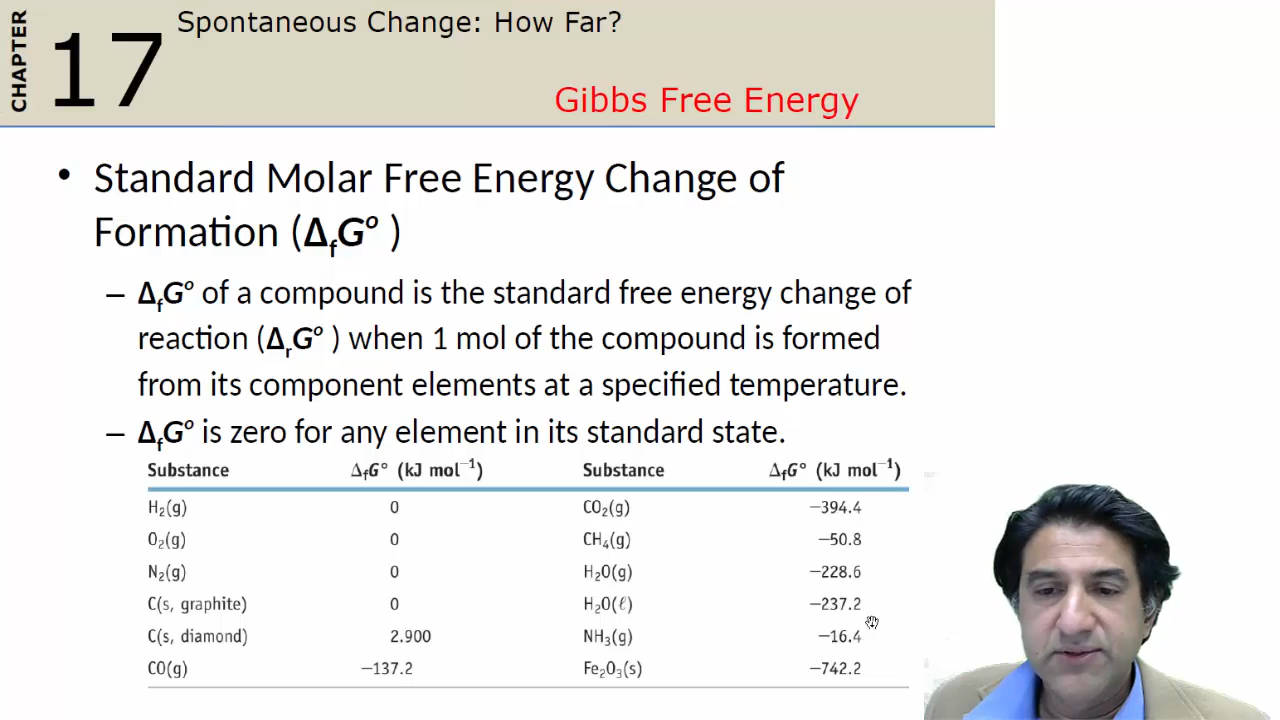 CHAPTER
17
Spontaneous Change: How Far?
Gibbs Free Energy
• Standard Molar Free Energy Change of
Formation (ΔfG° )
– ΔfG° of a compound is the standard free energy change of
reaction (ΔrG° ) when 1 mol of the compound is formed
from its component elements at a specified temperature.
– ΔfG° is zero for any element in its standard state.
Substance ΔfG° (kJ mol⁻¹) Substance ΔfG° (kJ mol⁻¹)
H₂(g) 0 CO₂(g) −394.4
O₂(g) 0 CH₄(g) −50.8
N₂(g) 0 H₂O(g) −228.6
C(s, graphite) 0 H₂O(ℓ) −237.2
C(s, diamond) 2.900 NH₃(g) −16.4
CO(g) −137.2 Fe₂O₃(s) −742.2